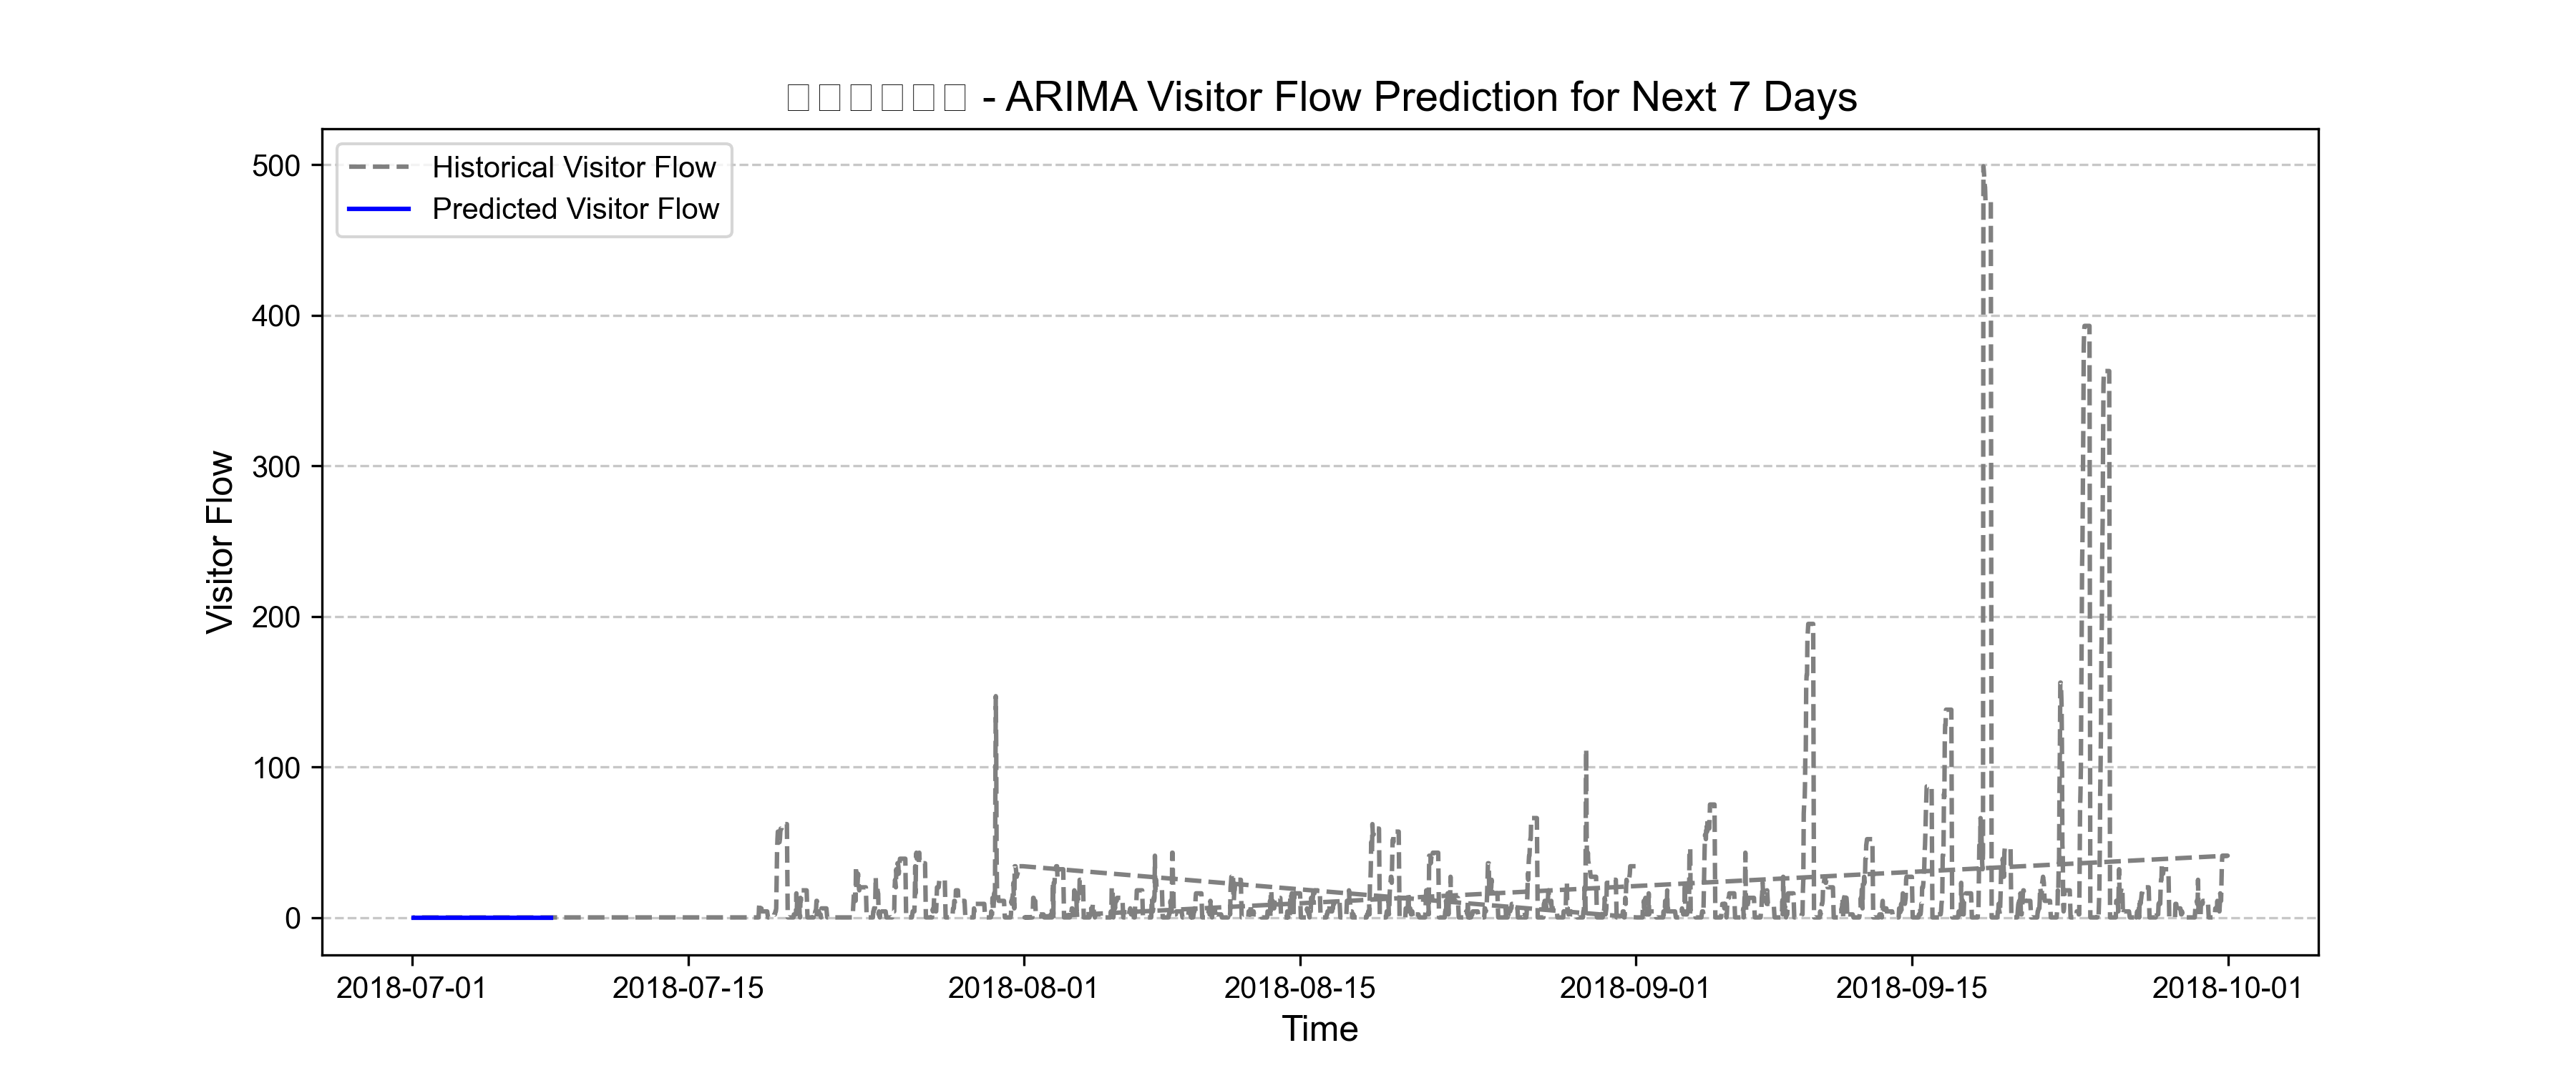 □□□□□□ - ARIMA Visitor Flow Prediction for Next 7 Days
Historical Visitor Flow
Predicted Visitor Flow
Visitor Flow
500
400
300
200
100
0
2018-07-01 2018-07-15 2018-08-01 2018-08-15 2018-09-01 2018-09-15 2018-10-01
Time